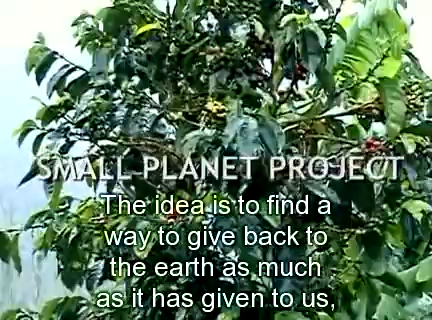 SMALL PLANET PROJECT
The idea is to find a
way to give back to
the earth as much
as it has given to us,